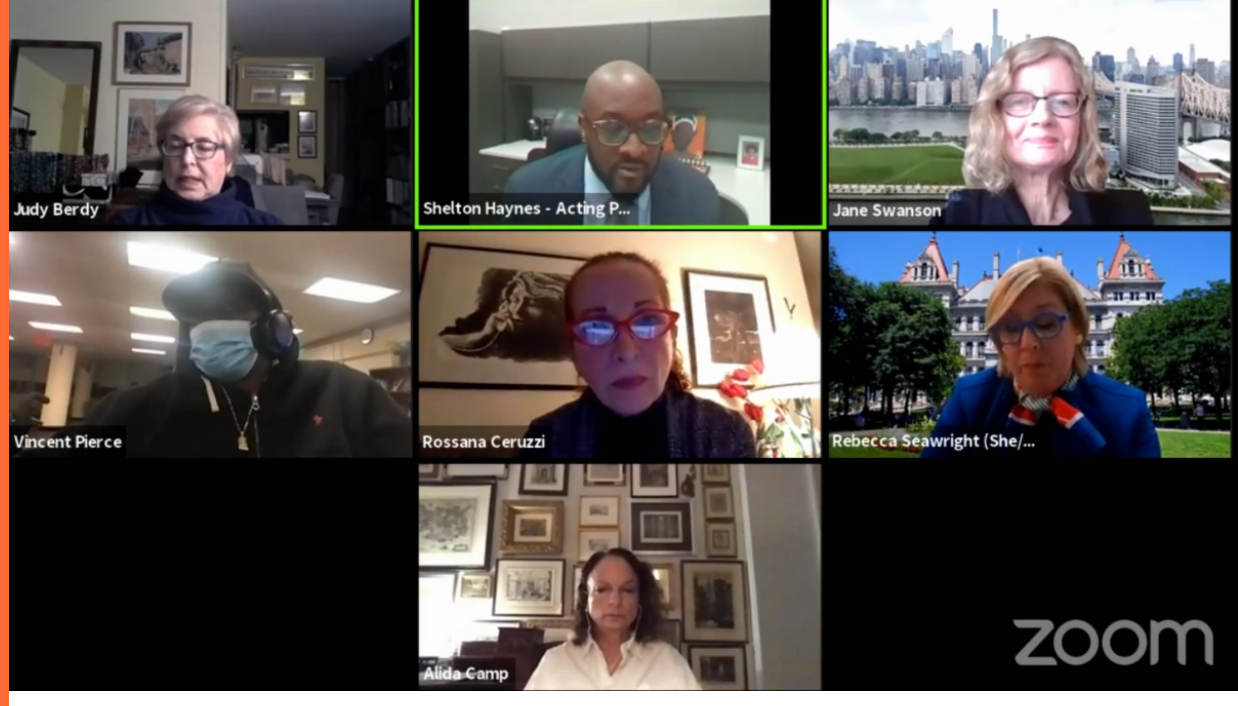 Judy Berdy
Shelton Haynes - Acting P...
Jane Swanson
Vincent Pierce
Rossana Ceruzzi
Rebecca Seawright (She/...
Alida Camp
zoom